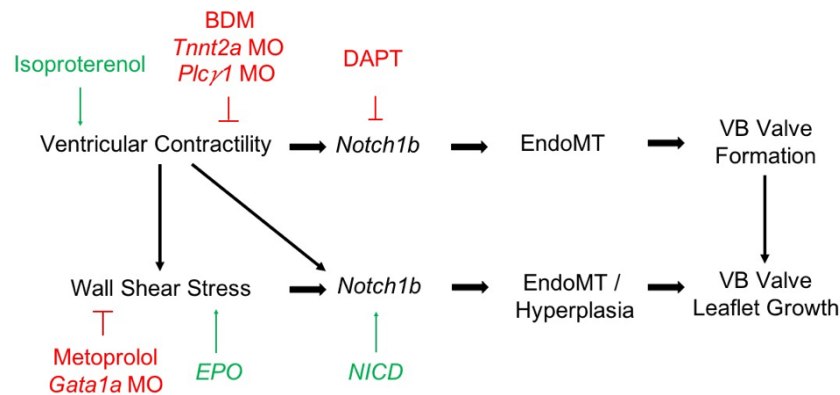 BDM
Tnnt2a MO
Plcγ1 MO
Isoproterenol
DAPT
Ventricular Contractility
Notch1b
EndoMT
VB Valve
Formation
Wall Shear Stress
Notch1b
EndoMT /
Hyperplasia
VB Valve
Leaflet Growth
Metoprolol
Gata1a MO
EPO
NICD